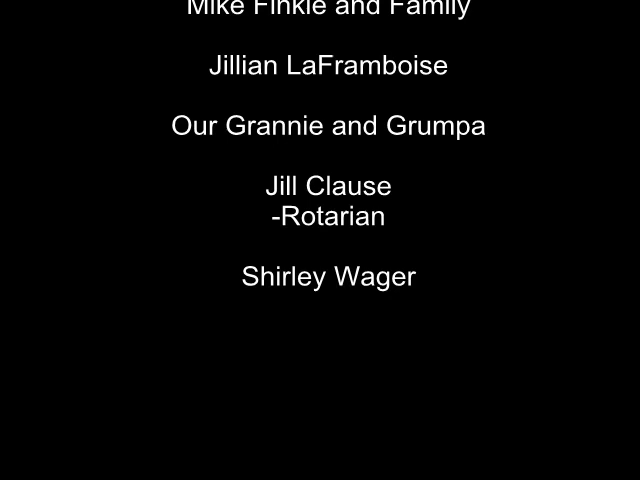 Mike Finkle and Family
Jillian LaFramboise
Our Grannie and Grumpa
Jill Clause
-Rotarian
Shirley Wager